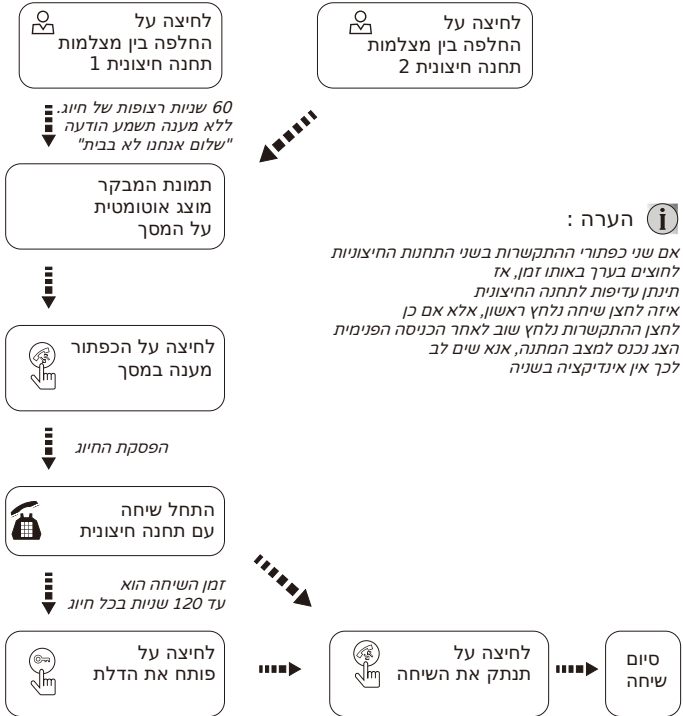 לחיצה על
החלפה בין מצלמות
תחנה חיצונית 1
לחיצה על
החלפה בין מצלמות
תחנה חיצונית 2
60 שניות רצופות של חיוג.
ללא מענה תשמע הודעה
"שלום אנחנו לא בבית"
תמונת המבקר
מוצג אוטומטית
על המסך
הערה :
אם שני כפתורי ההתקשרות בשני התחנות החיצוניות
לחוצים בערך באותו זמן, אז
תינתן עדיפות לתחנה החיצונית
איזה לחצן שיחה נלחץ ראשון, אלא אם כן
לחצן ההתקשרות נלחץ שוב לאחר הכניסה הפנימית
הצג נכנס למצב המתנה, אנא שים לב
לכך אין אינדיקציה בשניה
לחיצה על הכפתור
מענה במסך
הפסקת החיוג
התחל שיחה
עם תחנה חיצונית
זמן השיחה הוא
עד 120 שניות בכל חיוג
לחיצה על
פותח את הדלת
לחיצה על
תנתק את השיחה
סיום
שיחה